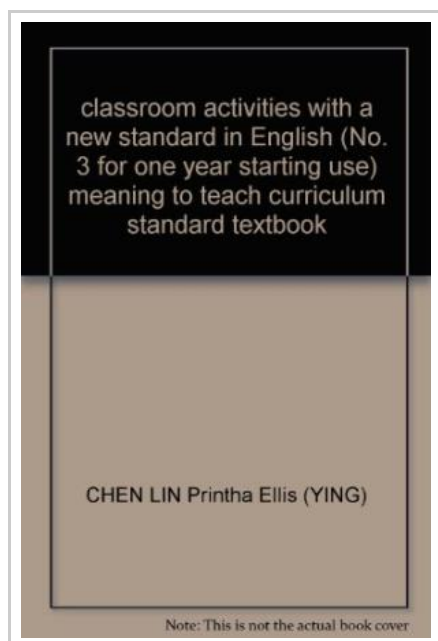 classroom activities with a
new standard in English (No.
3 for one year starting use)
meaning to teach curriculum
standard textbook
CHEN LIN Printha Ellis (YING)
Note: This is not the actual book cover